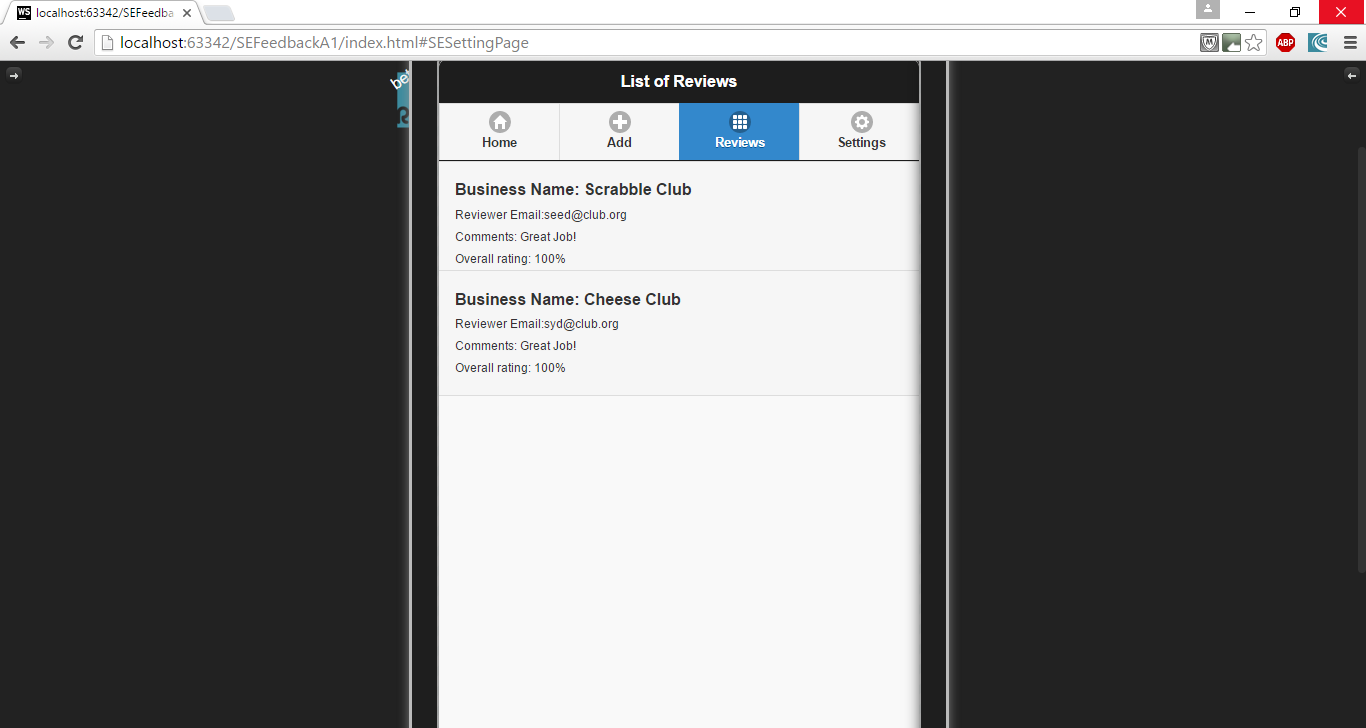 WS localhost:63342/SEFeedba
localhost:63342/SEFeedbackA1/index.html#SESettingPage
ABP
List of Reviews
Home
Add
Reviews
Settings
Business Name: Scrabble Club
Reviewer Email:seed@club.org
Comments: Great Job!
Overall rating: 100%
Business Name: Cheese Club
Reviewer Email:syd@club.org
Comments: Great Job!
Overall rating: 100%